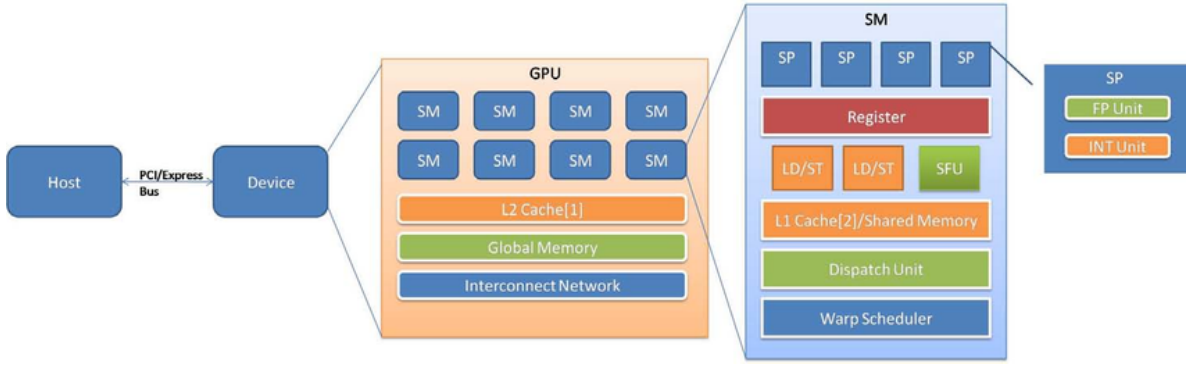 Host
PCI/Express
Bus
Device
GPU
SM SM SM SM
SM SM SM SM
L2 Cache[1]
Global Memory
Interconnect Network
SM
SP SP SP SP
Register
LD/ST LD/ST SFU
L1 Cache[2]/Shared Memory
Dispatch Unit
Warp Scheduler
SP
FP Unit
INT Unit